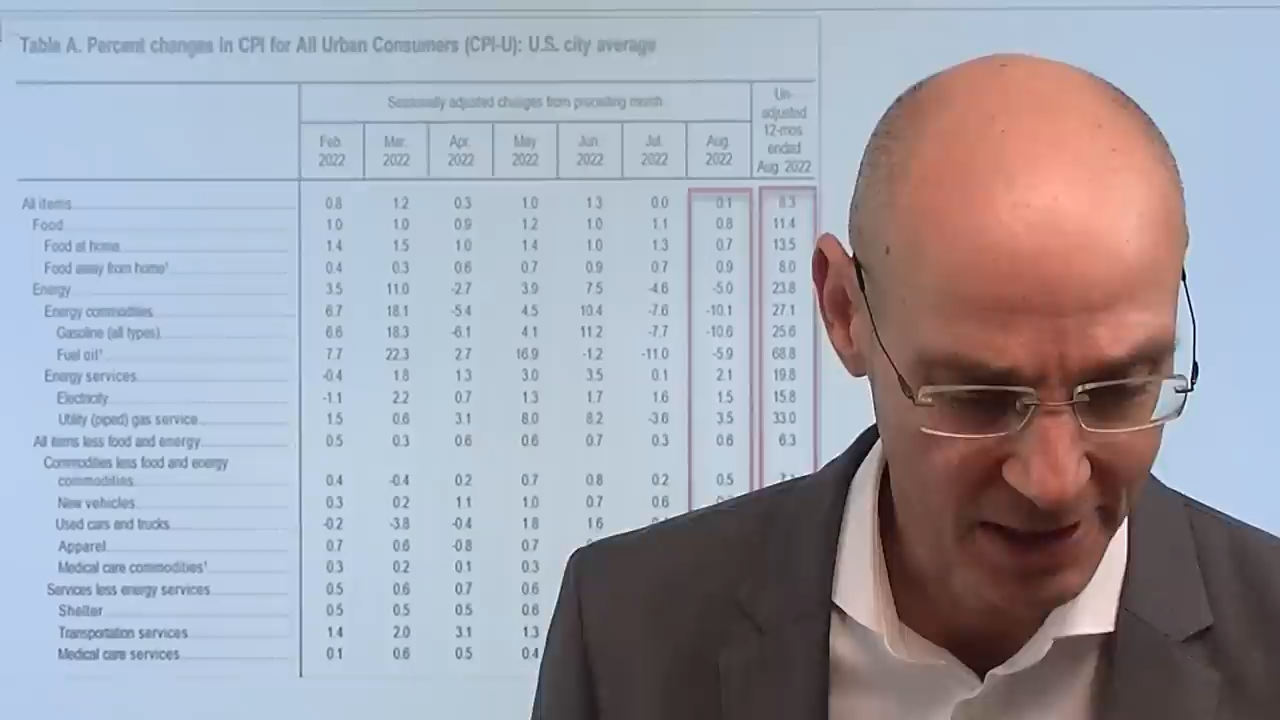 Table A. Percent changes in CPI for All Urban Consumers (CPI-U): U.S. city average
Seasonally adjusted changes from preceding month
Un-
adjusted
12-mos.
ended
Aug. 2022
Feb. 2022 Mar. 2022 Apr. 2022 May 2022 Jun. 2022 Jul. 2022 Aug. 2022
All items 0.8 1.2 0.3 1.0 1.3 0.0 0.1 8.3
Food 1.0 1.0 0.9 1.2 1.0 1.1 0.8 11.4
Food at home 1.4 1.5 1.0 1.4 1.0 1.3 0.7 13.5
Food away from home¹ 0.4 0.3 0.6 0.7 0.9 0.7 0.9 8.0
Energy 3.5 11.0 -2.7 3.9 7.5 -4.6 -5.0 23.8
Energy commodities 6.7 18.1 -5.4 4.5 10.4 -7.6 -10.1 27.1
Gasoline (all types) 6.6 18.3 -6.1 4.1 11.2 -7.7 -10.6 25.6
Fuel oil¹ 7.7 22.3 2.7 16.9 -1.2 -11.0 -5.9 68.8
Energy services -0.4 1.8 1.3 3.0 3.5 0.1 2.1 19.8
Electricity -1.1 2.2 0.7 1.3 1.7 1.6 1.5 15.8
Utility (piped) gas service 1.5 0.6 3.1 8.0 8.2 -3.6 3.5 33.0
All items less food and energy 0.5 0.3 0.6 0.6 0.7 0.3 0.6 6.3
Commodities less food and energy
commodities 0.4 -0.4 0.2 0.7 0.8 0.2 0.5
New vehicles 0.3 0.2 1.1 1.0 0.7 0.6
Used cars and trucks -0.2 -3.8 -0.4 1.8 1.6
Apparel 0.7 0.6 -0.8 0.7
Medical care commodities¹ 0.3 0.2 0.1 0.3
Services less energy services 0.5 0.6 0.7 0.6
Shelter 0.5 0.5 0.5 0.6
Transportation services 1.4 2.0 3.1 1.3
Medical care services 0.1 0.6 0.5 0.4